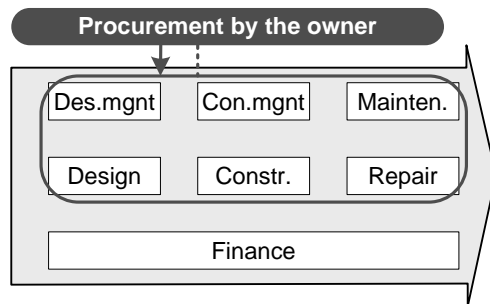 Procurement by the owner
Des.mgnt Con.mgnt Mainten.
Design Constr. Repair
Finance